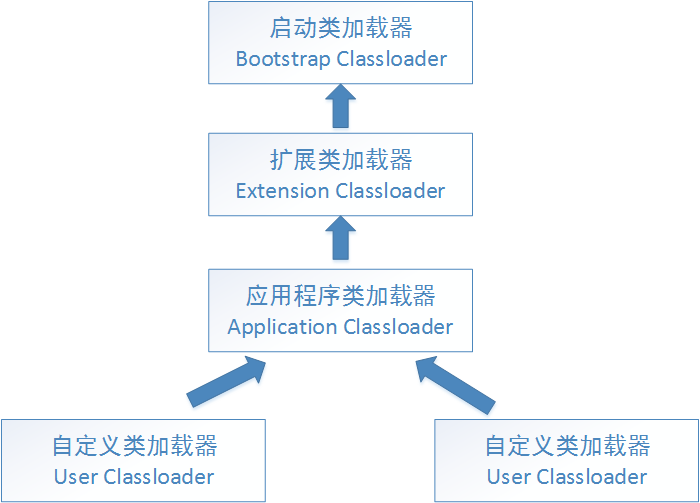 启动类加载器
Bootstrap Classloader
扩展类加载器
Extension Classloader
应用程序类加载器
Application Classloader
自定义类加载器
User Classloader
自定义类加载器
User Classloader